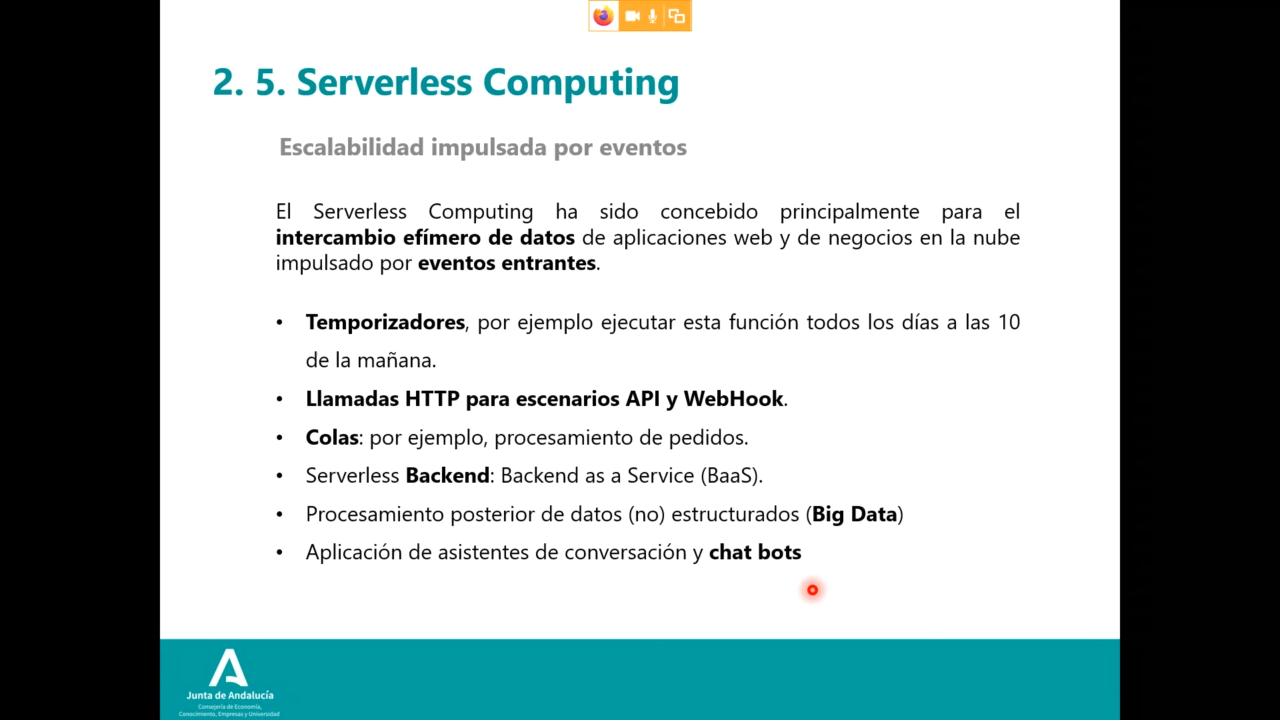 2. 5. Serverless Computing
Escalabilidad impulsada por eventos
El Serverless Computing ha sido concebido principalmente para el
intercambio efímero de datos de aplicaciones web y de negocios en la nube
impulsado por eventos entrantes.
• Temporizadores, por ejemplo ejecutar esta función todos los días a las 10
de la mañana.
• Llamadas HTTP para escenarios API y WebHook.
• Colas: por ejemplo, procesamiento de pedidos.
• Serverless Backend: Backend as a Service (BaaS).
• Procesamiento posterior de datos (no) estructurados (Big Data)
• Aplicación de asistentes de conversación y chat bots
Junta de Andalucía
Consejería de Economía,
Conocimiento, Empresas y Universidad